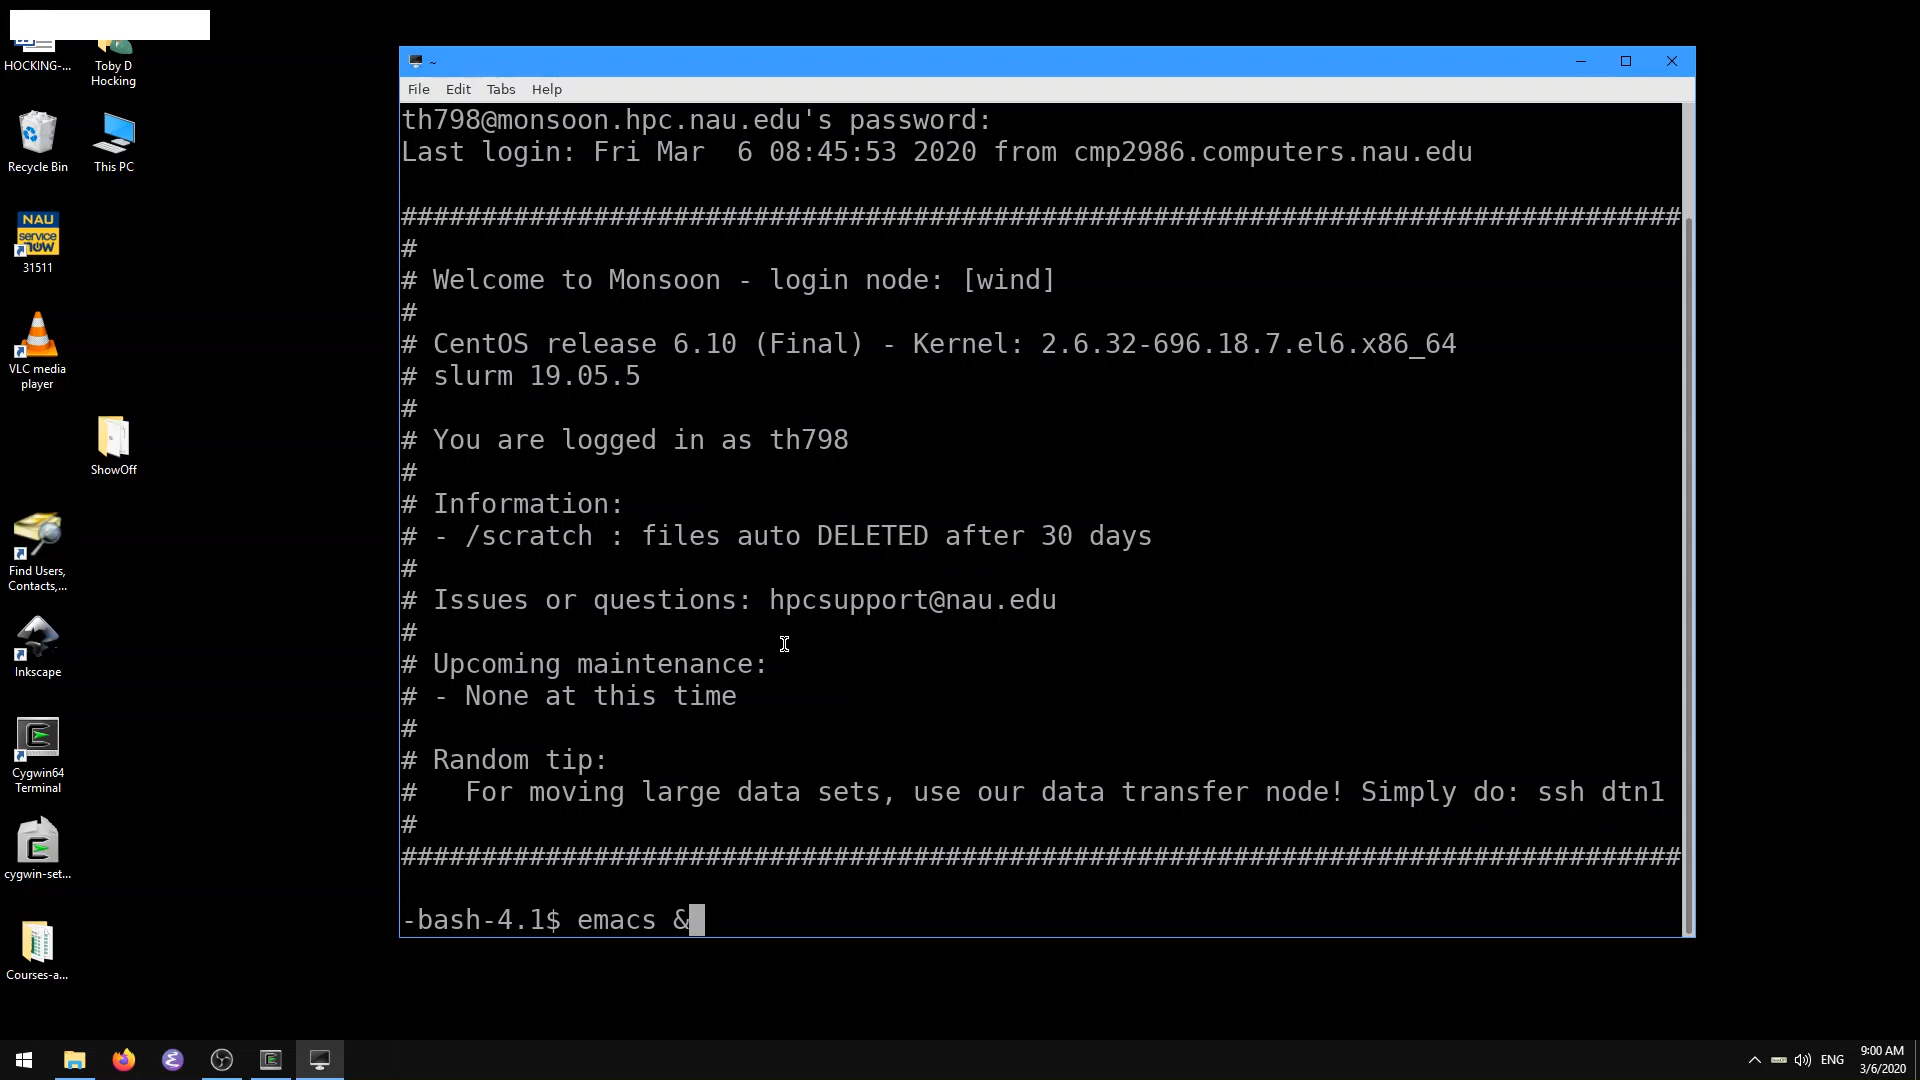 HOCKING-...
Toby D
Hocking
Recycle Bin
This PC
NAU
service
now
31511
VLC media
player
ShowOff
Find Users,
Contacts,...
Inkscape
Cygwin64
Terminal
cygwin-set...
Courses-a...
~
File Edit Tabs Help
th798@monsoon.hpc.nau.edu's password:
Last login: Fri Mar  6 08:45:53 2020 from cmp2986.computers.nau.edu
################################################################################
#
# Welcome to Monsoon - login node: [wind]
#
# CentOS release 6.10 (Final) - Kernel: 2.6.32-696.18.7.el6.x86_64
# slurm 19.05.5
#
# You are logged in as th798
#
# Information:
# - /scratch : files auto DELETED after 30 days
#
# Issues or questions: hpcsupport@nau.edu
#
# Upcoming maintenance:
# - None at this time
#
# Random tip:
#   For moving large data sets, use our data transfer node! Simply do: ssh dtn1
#
################################################################################
-bash-4.1$ emacs &
ENG
9:00 AM
3/6/2020